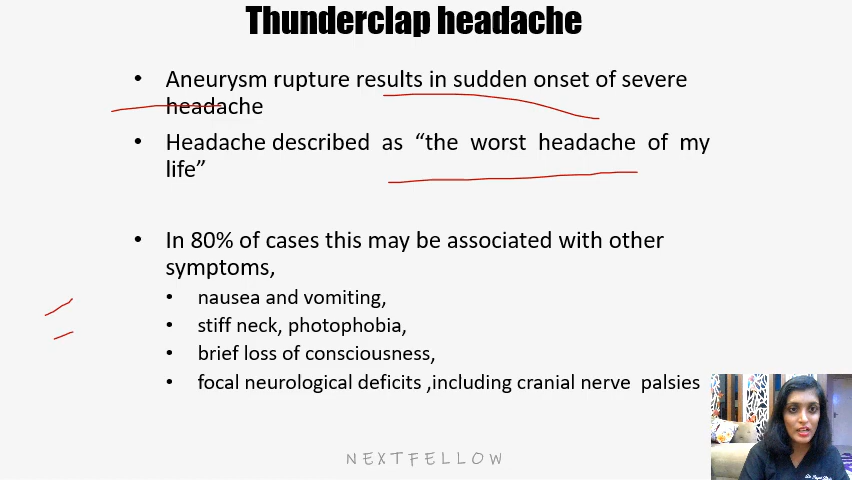 Thunderclap headache
• Aneurysm rupture results in sudden onset of severe
headache
• Headache described as “the worst headache of my
life”
• In 80% of cases this may be associated with other
symptoms,
• nausea and vomiting,
• stiff neck, photophobia,
• brief loss of consciousness,
• focal neurological deficits ,including cranial nerve palsies
NEXTFELLOW